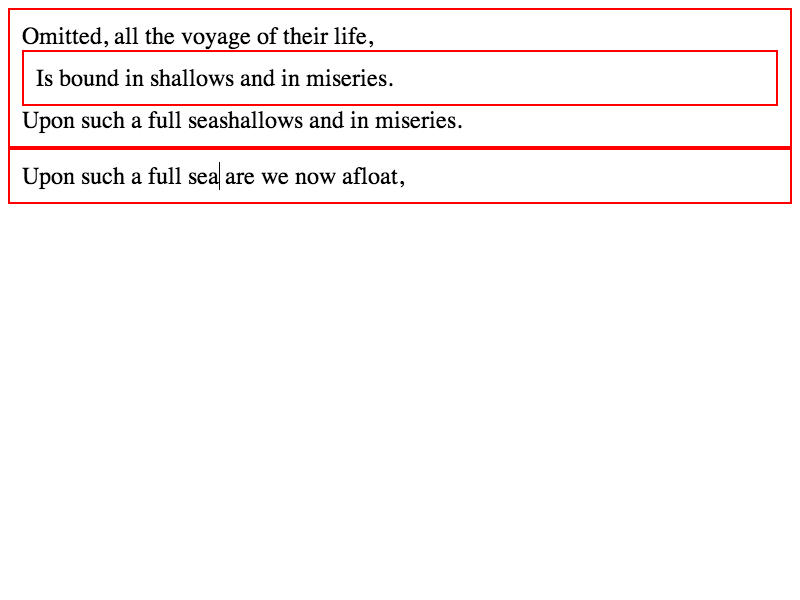 Omitted, all the voyage of their life,
Is bound in shallows and in miseries.
Upon such a full seashallows and in miseries.
Upon such a full sea are we now afloat,